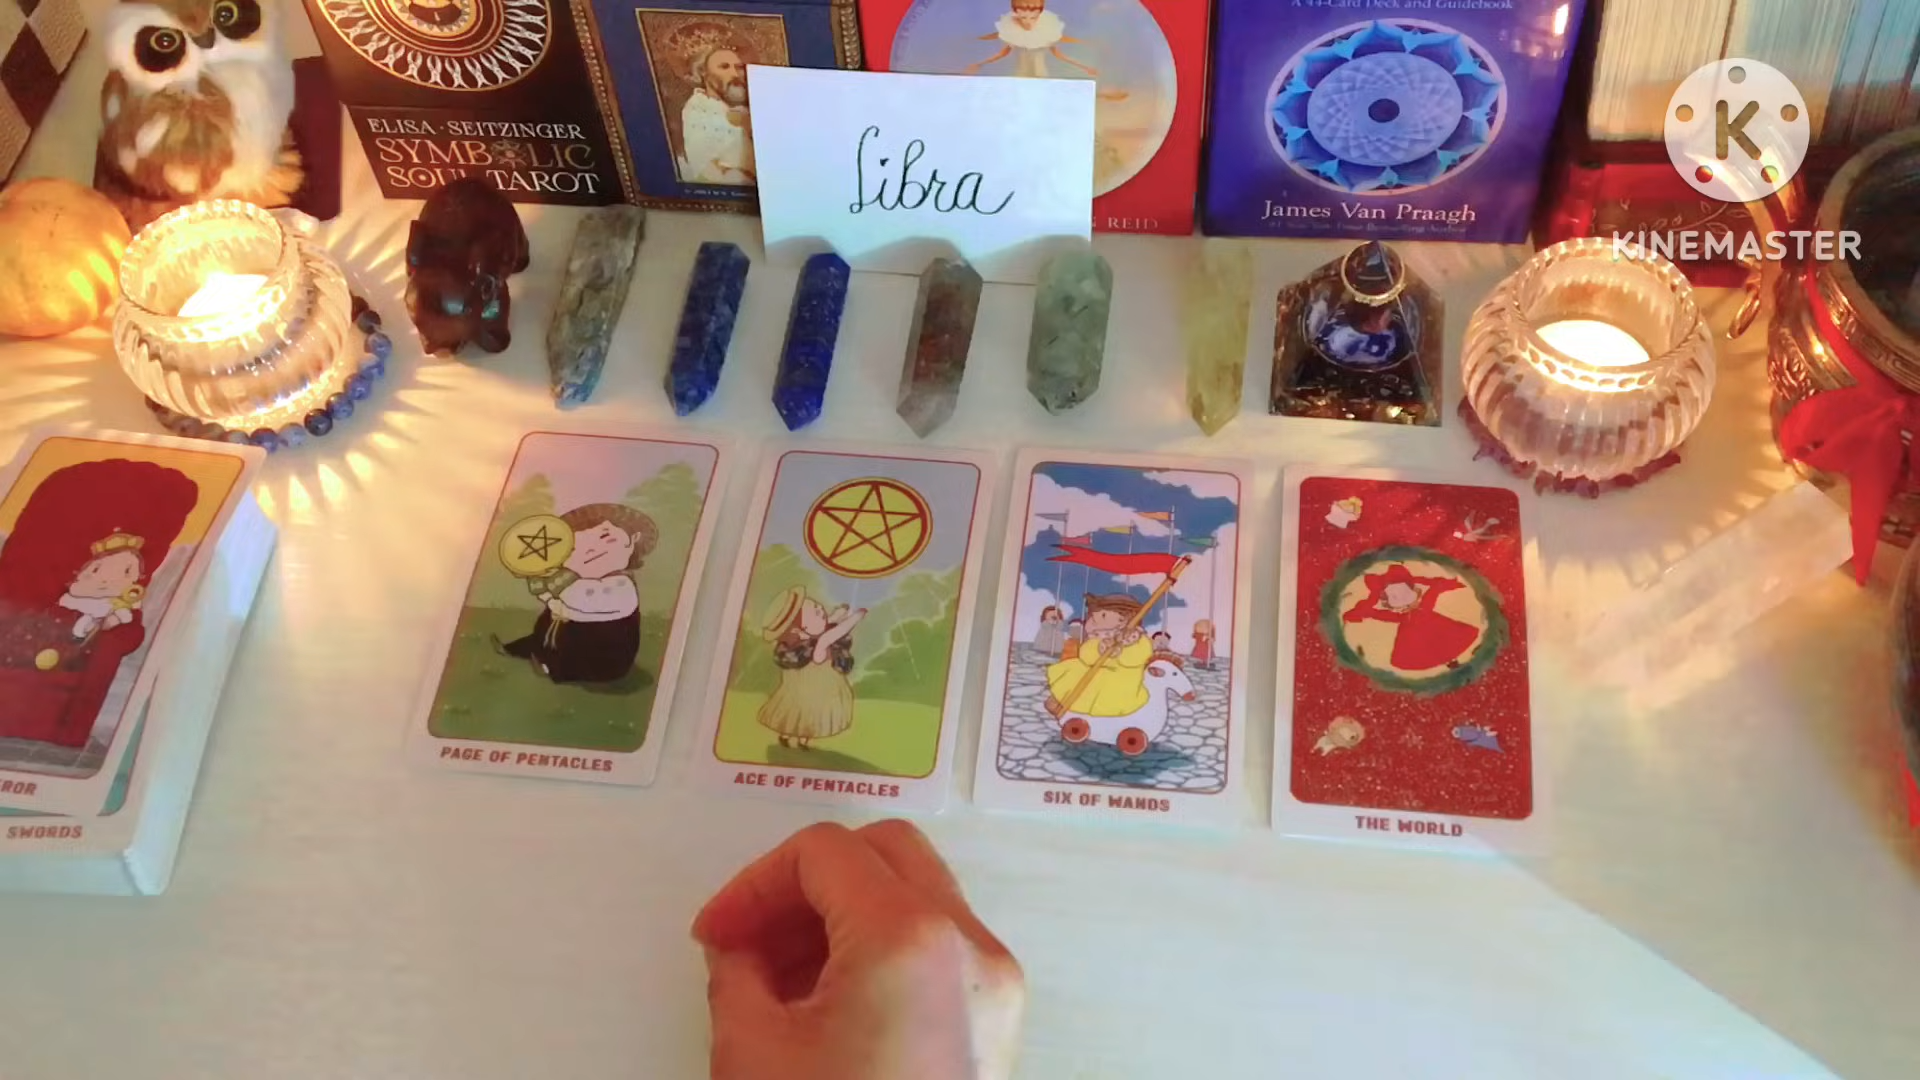 A 44-Card Deck and Guidebook
ELISA · SEITZINGER
SYMBOLIC
SOUL TAROT
Libra
N REID
James Van Praagh
K
KINEMASTER
PAGE OF PENTACLES
ACE OF PENTACLES
SIX OF WANDS
THE WORLD
ROR
SWORDS